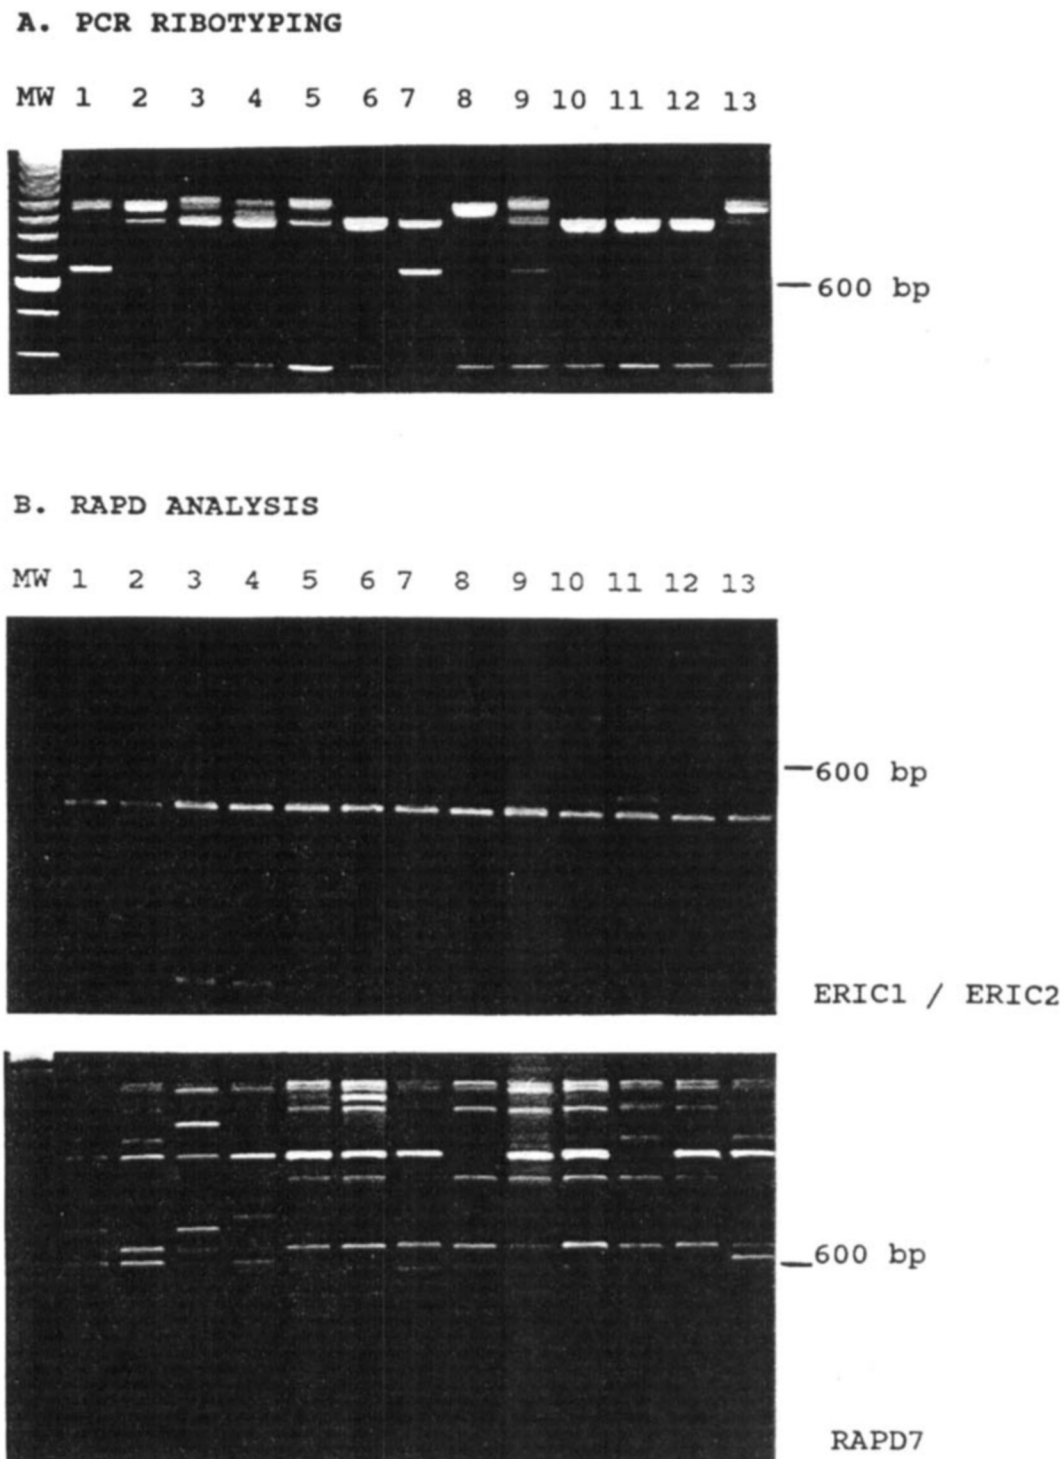 A. PCR RIBOTYPING
MW 1 2 3 4 5 6 7 8 9 10 11 12 13
600 bp
B. RAPD ANALYSIS
MW 1 2 3 4 5 6 7 8 9 10 11 12 13
600 bp
ERIC1 / ERIC2
600 bp
RAPD7